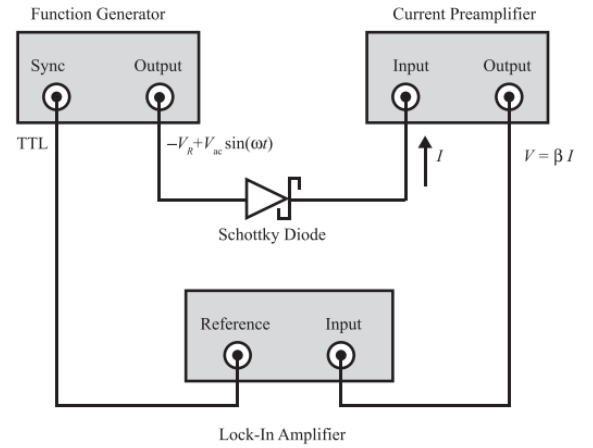 Function Generator
Current Preamplifier
Sync
Output
Input
Output
TTL
−V_R+V_ac sin(ωt)
I
V = β I
Schottky Diode
Reference
Input
Lock-In Amplifier